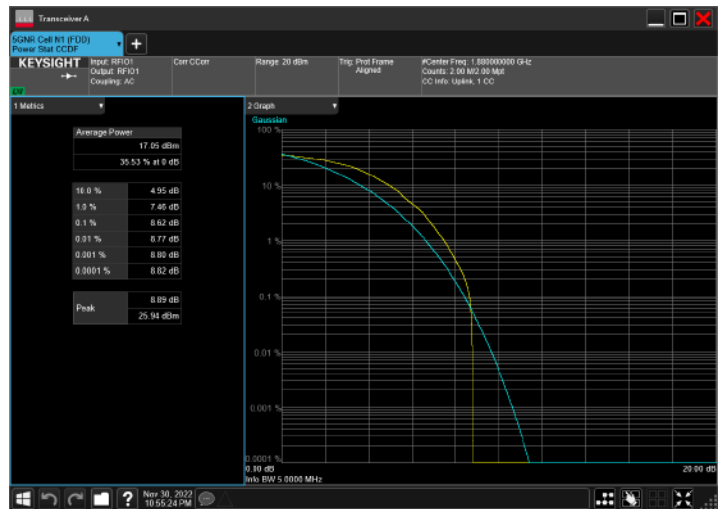 Transceiver A
5GNR Cell N1 (FDD)
Power Stat CCDF
KEYSIGHT
Input: RFIO1
Output: RFIO1
Coupling: AC
Corr CCorr
Range: 20 dBm
Trig: Prot Frame
Aligned
#Center Freq: 1.880000000 GHz
Counts: 2.00 M/2.00 Mpt
CC Info: Uplink, 1 CC
1 Metrics
Average Power
17.05 dBm
35.53 % at 0 dB
10.0 % 4.95 dB
1.0 % 7.46 dB
0.1 % 8.62 dB
0.01 % 8.77 dB
0.001 % 8.80 dB
0.0001 % 8.82 dB
Peak
8.89 dB
25.94 dBm
2 Graph
Gaussian
100 %
10 %
1 %
0.1 %
0.01 %
0.001 %
0.0001 %
0.00 dB
20.00 dB
Info BW 5.0000 MHz
?
Nov 30, 2022
10:55:24 PM